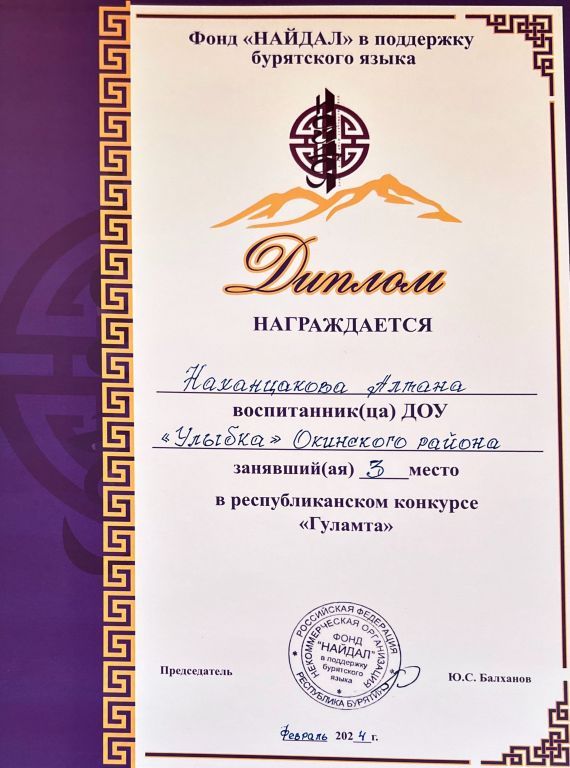 Фонд «НАЙДАЛ» в поддержку
бурятского языка
Диплом
НАГРАЖДАЕТСЯ
Наханцакова Алтана
воспитанник(ца) ДОУ
«Улыбка» Окинского района
занявший(ая) 3 место
в республиканском конкурсе
«Гуламта»
РОССИЙСКАЯ ФЕДЕРАЦИЯ
НЕКОММЕРЧЕСКАЯ ОРГАНИЗАЦИЯ
ФОНД
"НАЙДАЛ"
в поддержку
бурятского
языка
РЕСПУБЛИКА БУРЯТИЯ
Председатель
Ю.С. Балханов
Февраль 2024 г.